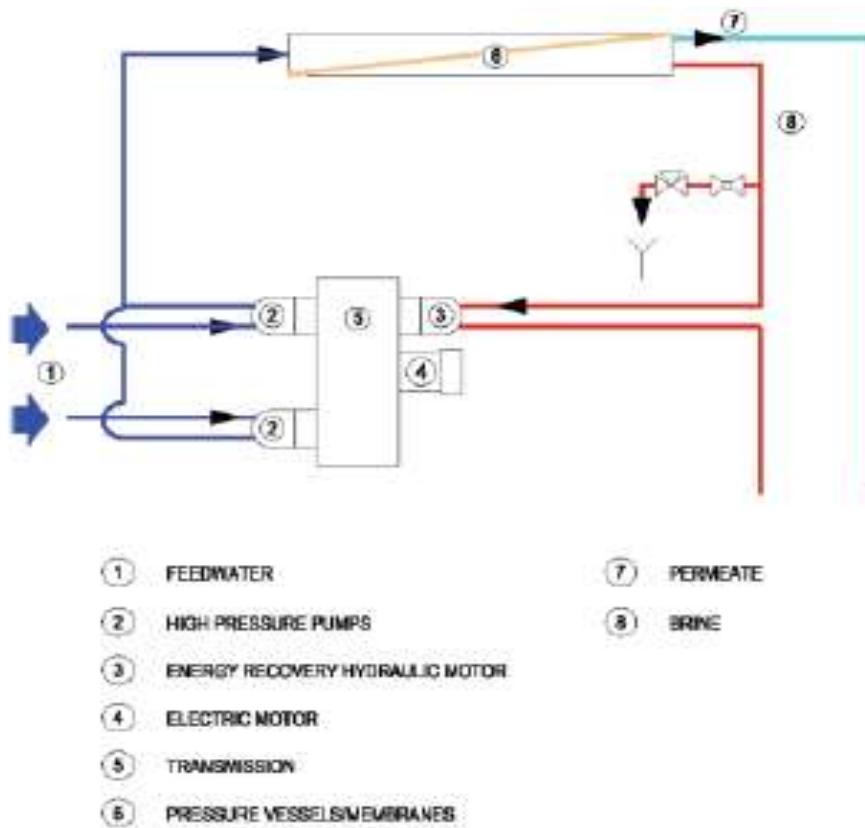 7
6
8
2
5
3
1
4
2
1 FEEDWATER
2 HIGH PRESSURE PUMPS
3 ENERGY RECOVERY HYDRAULIC MOTOR
4 ELECTRIC MOTOR
5 TRANSMISSION
6 PRESSURE VESSELS/MEMBRANES
7 PERMEATE
8 BRINE